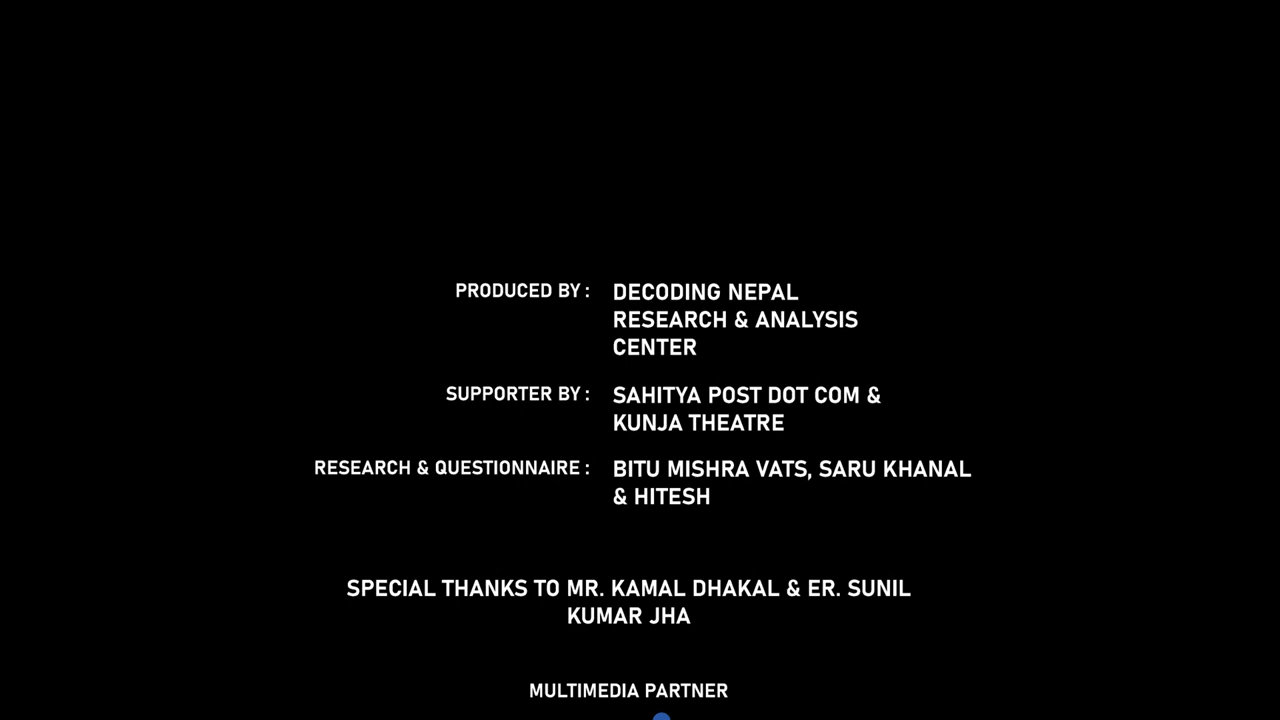 PRODUCED BY : DECODING NEPAL
RESEARCH & ANALYSIS
CENTER
SUPPORTER BY : SAHITYA POST DOT COM &
KUNJA THEATRE
RESEARCH & QUESTIONNAIRE : BITU MISHRA VATS, SARU KHANAL
& HITESH
SPECIAL THANKS TO MR. KAMAL DHAKAL & ER. SUNIL
KUMAR JHA
MULTIMEDIA PARTNER